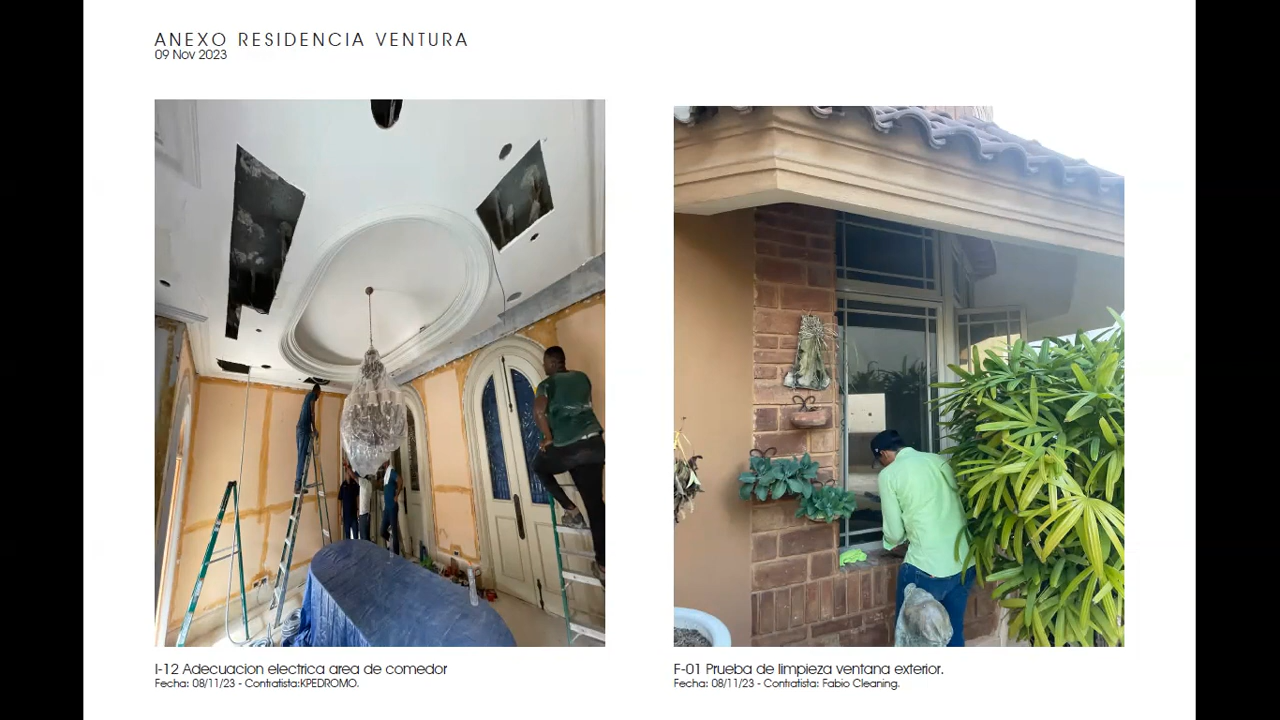 ANEXO RESIDENCIA VENTURA
09 Nov 2023
I-12 Adecuacion electrica area de comedor
Fecha: 08/11/23 - Contratista:KPEDROMO.
F-01 Prueba de limpieza ventana exterior.
Fecha: 08/11/23 - Contratista: Fabio Cleaning.